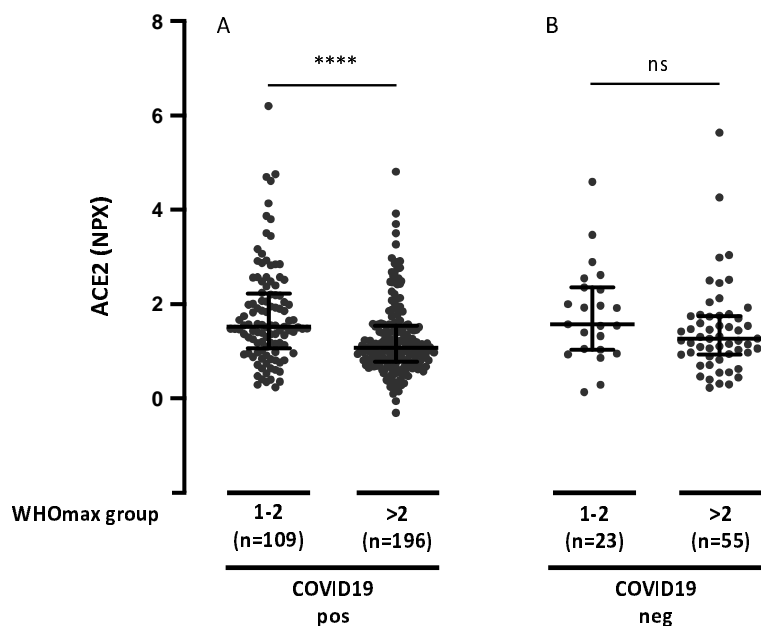 A
B
8
6
4
2
0
ACE2 (NPX)
****
ns
WHOmax group
1-2
(n=109)
>2
(n=196)
1-2
(n=23)
>2
(n=55)
COVID19
pos
COVID19
neg